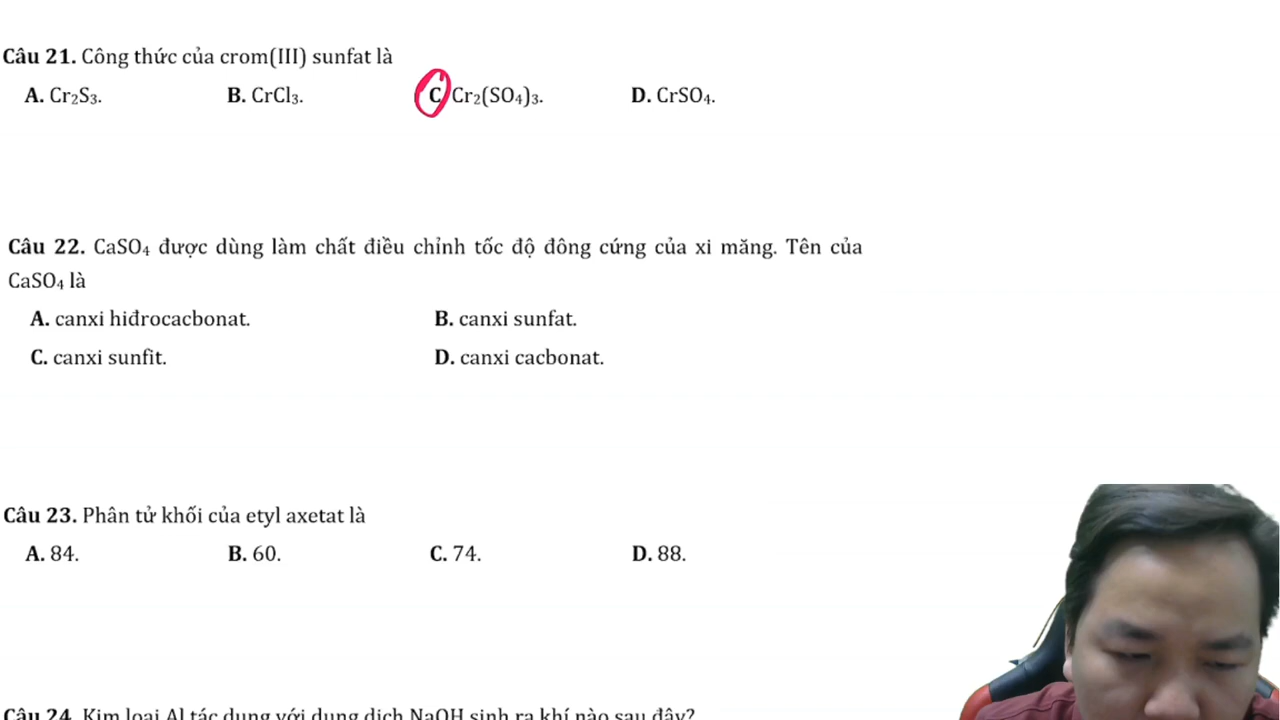 Câu 21. Công thức của crom(III) sunfat là
A. Cr₂S₃. B. CrCl₃. C Cr₂(SO₄)₃. D. CrSO₄.
Câu 22. CaSO₄ được dùng làm chất điều chỉnh tốc độ đông cứng của xi măng. Tên của
CaSO₄ là
A. canxi hiđrocacbonat. B. canxi sunfat.
C. canxi sunfit. D. canxi cacbonat.
Câu 23. Phân tử khối của etyl axetat là
A. 84. B. 60. C. 74. D. 88.
Câu 24. Kim loại Al tác dụng với dung dịch NaOH sinh ra khí nào sau đây?